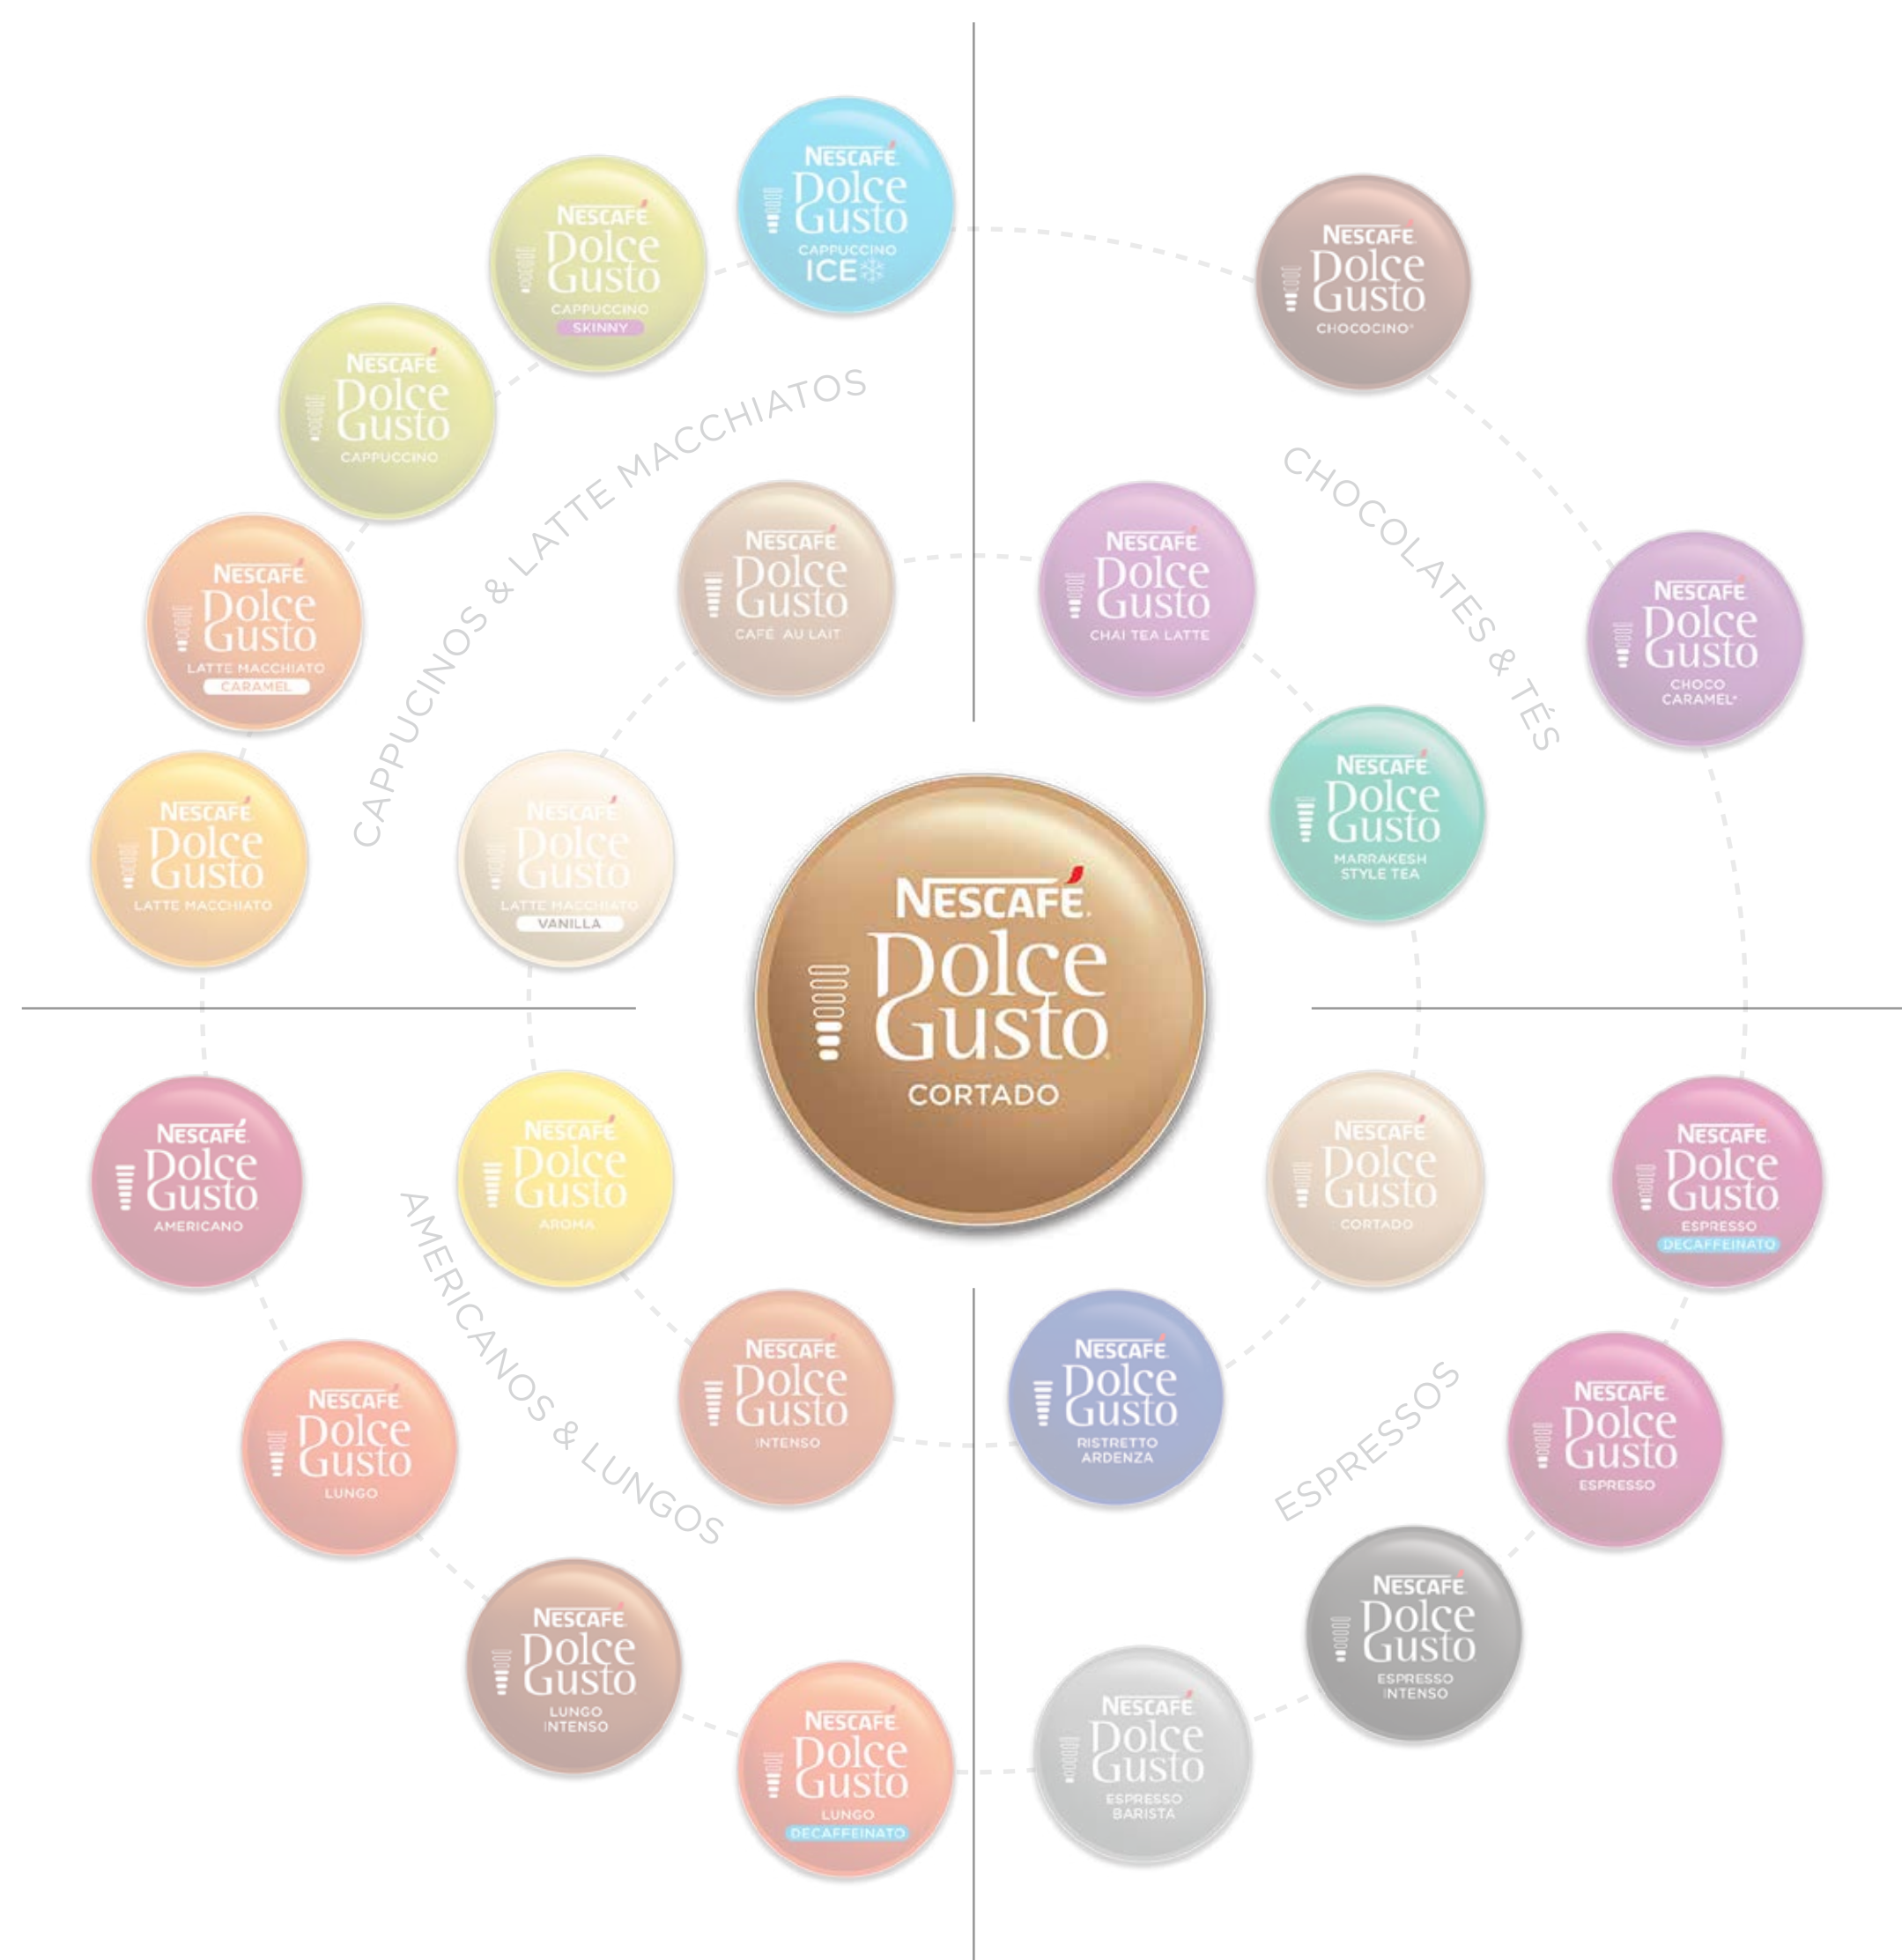 NESCAFÉ
Dolce
Gusto
CAPPUCCINO
ICE
NESCAFÉ
Dolce
Gusto
CAPPUCCINO
SKINNY
NESCAFÉ
Dolce
Gusto
CAPPUCCINO
NESCAFÉ
Dolce
Gusto
LATTE MACCHIATO
CARAMEL
NESCAFÉ
Dolce
Gusto
LATTE MACCHIATO
CAPPUCINOS & LATTE MACCHIATOS
NESCAFÉ
Dolce
Gusto
CAFÉ AU LAIT
NESCAFÉ
Dolce
Gusto
LATTE MACCHIATO
VANILLA
NESCAFÉ
Dolce
Gusto
CHOCOCINO*
CHOCOLATES & TÉS
NESCAFÉ
Dolce
Gusto
CHOCO
CARAMEL*
NESCAFÉ
Dolce
Gusto
CHAI TEA LATTE
NESCAFÉ
Dolce
Gusto
MARRAKESH
STYLE TEA
NESCAFÉ.
Dolce
Gusto
CORTADO
NESCAFÉ
Dolce
Gusto
AMERICANO
NESCAFÉ
Dolce
Gusto
AROMA
AMERICANOS & LUNGOS
NESCAFÉ
Dolce
Gusto
INTENSO
NESCAFÉ
Dolce
Gusto
LUNGO
NESCAFÉ
Dolce
Gusto
LUNGO
INTENSO
NESCAFÉ
Dolce
Gusto
LUNGO
DECAFFEINATO
NESCAFÉ
Dolce
Gusto
CORTADO
NESCAFÉ
Dolce
Gusto
ESPRESSO
DECAFFEINATO
NESCAFÉ
Dolce
Gusto
RISTRETTO
ARDENZA
ESPRESSOS
NESCAFÉ
Dolce
Gusto
ESPRESSO
NESCAFÉ
Dolce
Gusto
ESPRESSO
INTENSO
NESCAFÉ
Dolce
Gusto
ESPRESSO
BARISTA